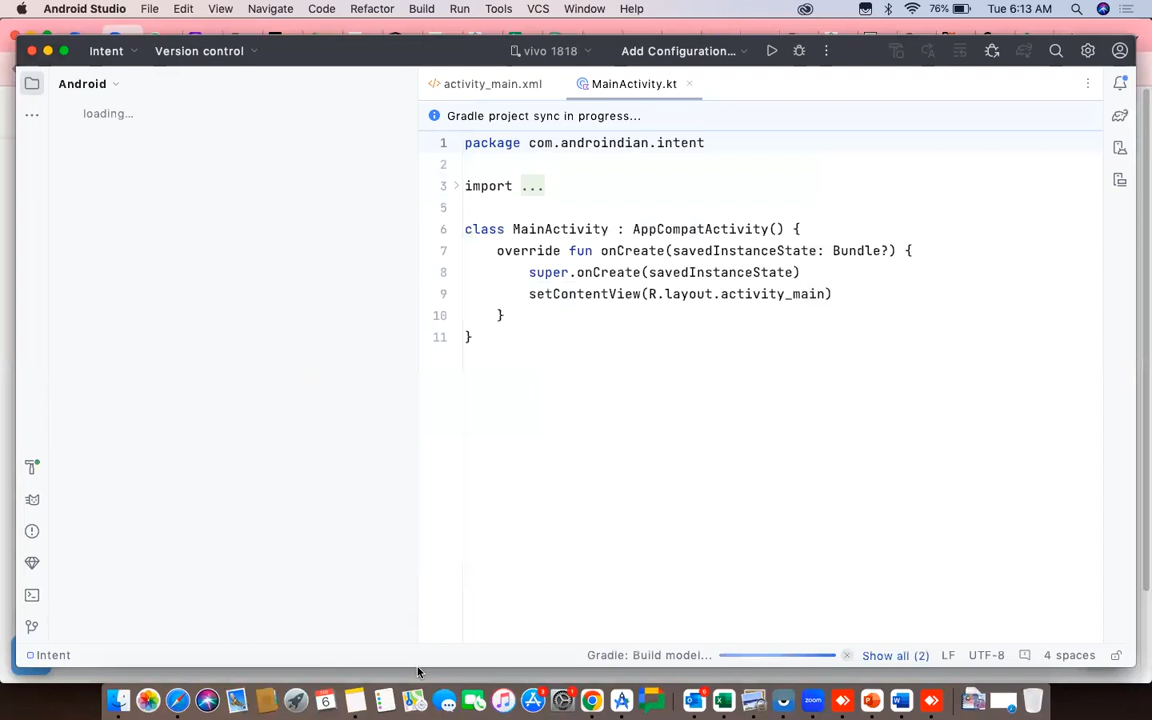 Android Studio File Edit View Navigate Code Refactor Build Run Tools VCS Window Help 76% Tue 6:13 AM
Intent Version control vivo 1818 Add Configuration...
Android activity_main.xml MainActivity.kt
loading...
Gradle project sync in progress...
1 package com.androindian.intent
2
3 import ...
5
6 class MainActivity : AppCompatActivity() {
7 override fun onCreate(savedInstanceState: Bundle?) {
8 super.onCreate(savedInstanceState)
9 setContentView(R.layout.activity_main)
10 }
11 }
Intent Gradle: Build model... Show all (2) LF UTF-8 4 spaces